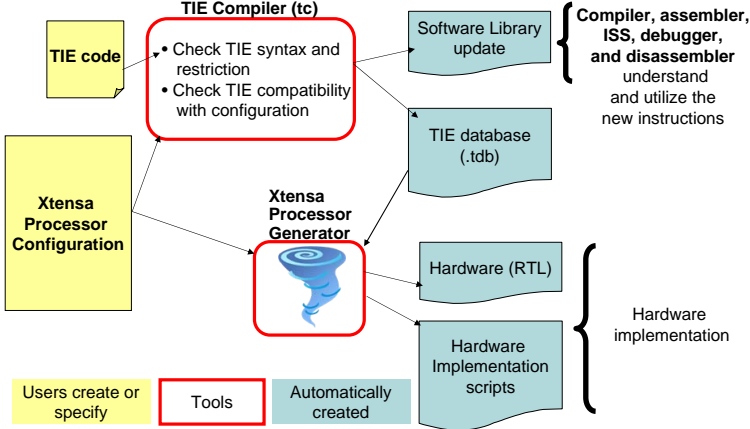 TIE Compiler (tc)
TIE code
• Check TIE syntax and
restriction
• Check TIE compatibility
with configuration
Software Library
update
Compiler, assembler,
ISS, debugger,
and disassembler
understand
and utilize the
new instructions
TIE database
(.tdb)
Xtensa
Processor
Configuration
Xtensa
Processor
Generator
Hardware (RTL)
Hardware
Implementation
scripts
Hardware
implementation
Users create or
specify
Tools
Automatically
created